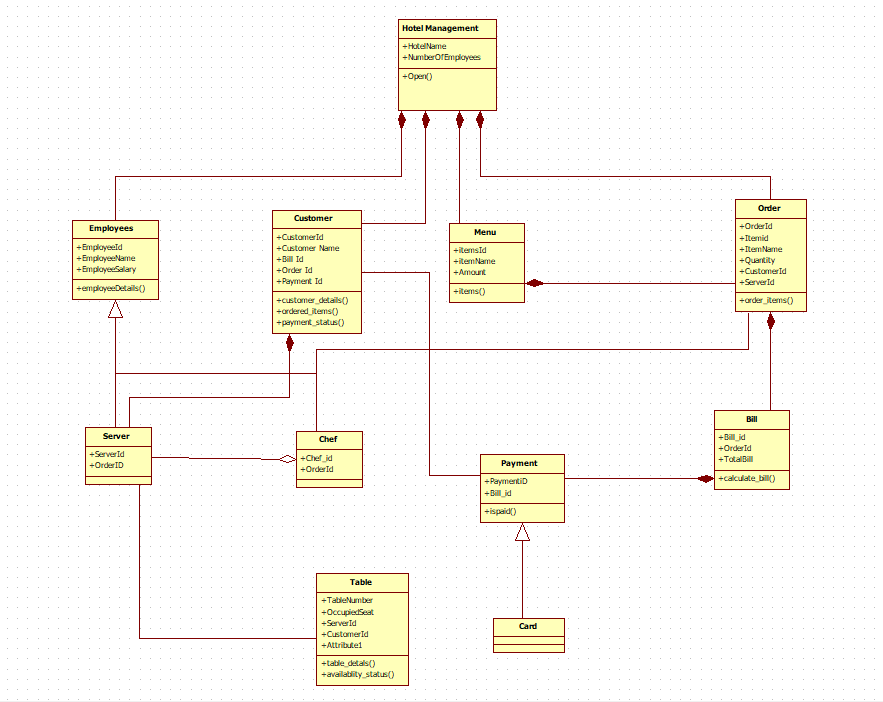 Hotel Management
+HotelName
+NumberOfEmployees
+Open()
Employees
+EmployeeId
+EmployeeName
+EmployeeSalary
+employeeDetails()
Customer
+CustomerId
+Customer Name
+Bill Id
+Order Id
+Payment Id
+customer_details()
+ordered_items()
+payment_status()
Menu
+itemsId
+itemName
+Amount
+items()
Order
+OrderId
+Itemid
+ItemName
+Quantity
+CustomerId
+ServerId
+order_items()
Server
+ServerId
+OrderID
Chef
+Chef_id
+OrderId
Payment
+PaymentiD
+Bill_id
+ispaid()
Bill
+Bill_id
+OrderId
+TotalBill
+calculate_bill()
Table
+TableNumber
+OccupiedSeat
+ServerId
+CustomerId
+Attribute1
+table_detals()
+availablity_status()
Card